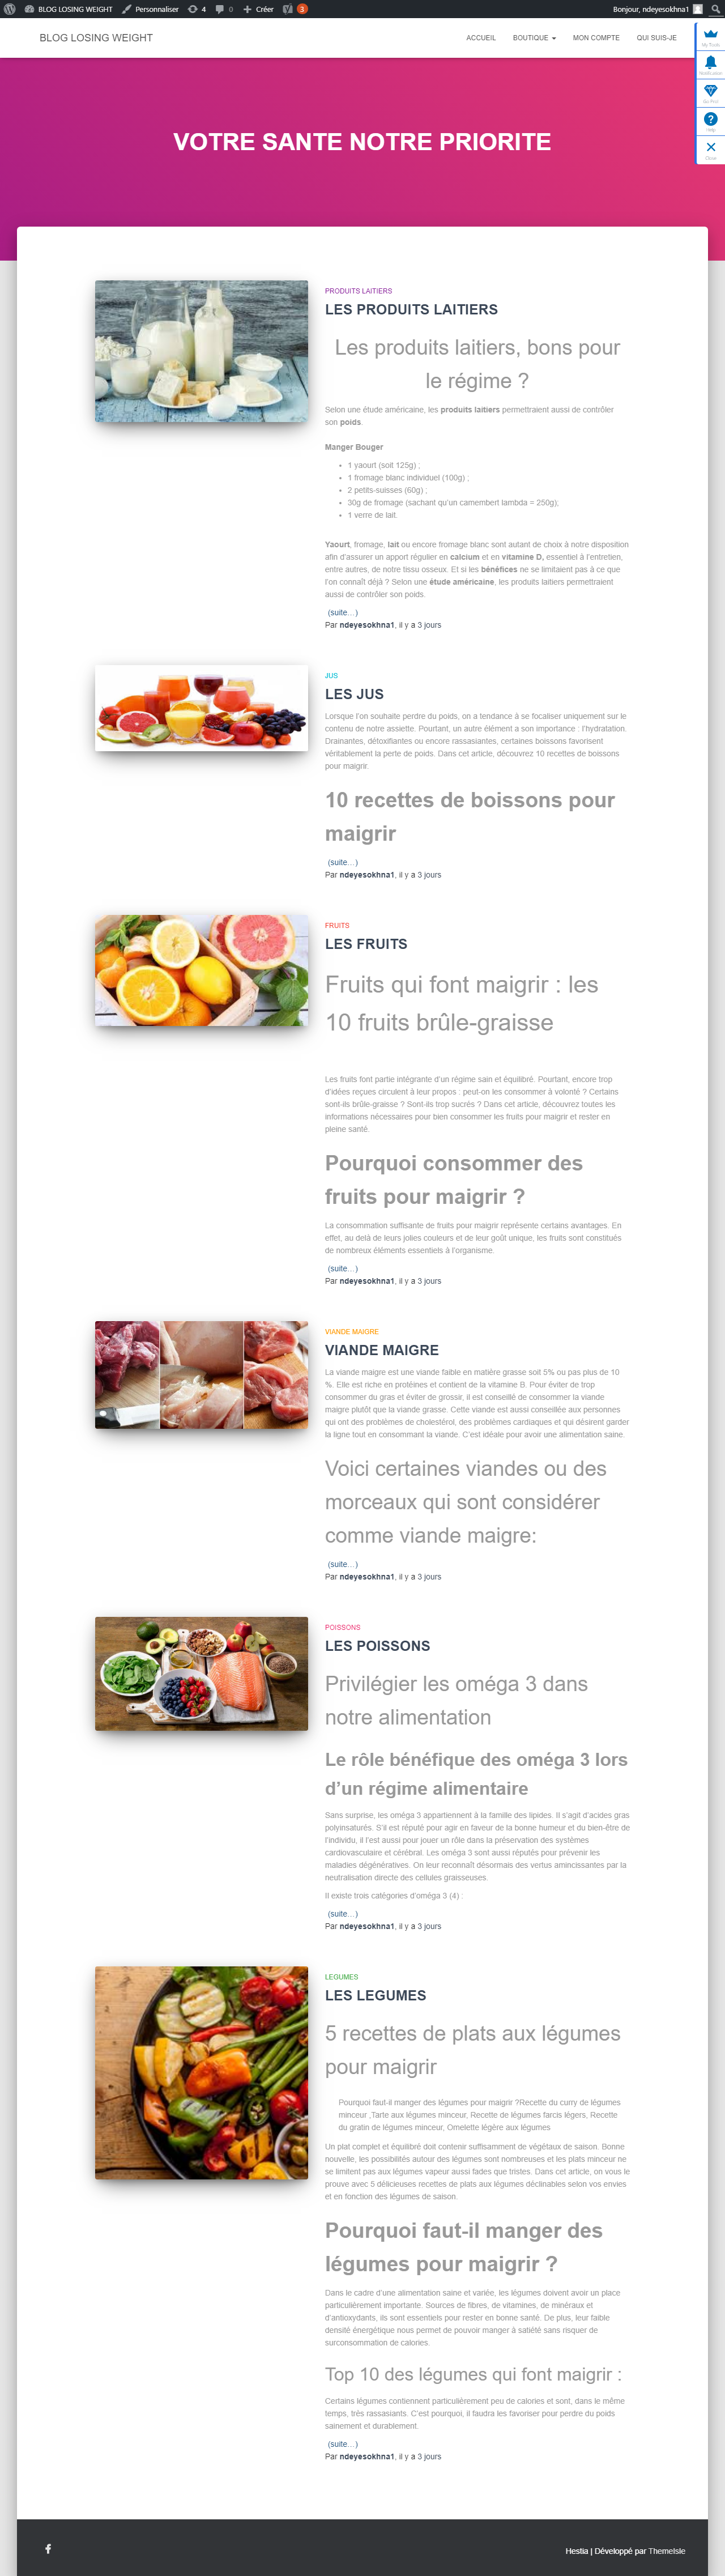 BLOG LOSING WEIGHT Personnaliser 4 0 Créer 3 Bonjour, ndeyesokhna1
BLOG LOSING WEIGHT ACCUEIL BOUTIQUE MON COMPTE QUI SUIS-JE
My Tools
Notification
Go Pro!
Help
Close
VOTRE SANTE NOTRE PRIORITE
PRODUITS LAITIERS
LES PRODUITS LAITIERS
Les produits laitiers, bons pour
le régime ?
Selon une étude américaine, les produits laitiers permettraient aussi de contrôler
son poids.
Manger Bouger
• 1 yaourt (soit 125g) ;
• 1 fromage blanc individuel (100g) ;
• 2 petits-suisses (60g) ;
• 30g de fromage (sachant qu’un camembert lambda = 250g);
• 1 verre de lait.
Yaourt, fromage, lait ou encore fromage blanc sont autant de choix à notre disposition
afin d’assurer un apport régulier en calcium et en vitamine D, essentiel à l’entretien,
entre autres, de notre tissu osseux. Et si les bénéfices ne se limitaient pas à ce que
l’on connaît déjà ? Selon une étude américaine, les produits laitiers permettraient
aussi de contrôler son poids.
(suite…)
Par ndeyesokhna1, il y a 3 jours
JUS
LES JUS
Lorsque l’on souhaite perdre du poids, on a tendance à se focaliser uniquement sur le
contenu de notre assiette. Pourtant, un autre élément a son importance : l’hydratation.
Drainantes, détoxifiantes ou encore rassasiantes, certaines boissons favorisent
véritablement la perte de poids. Dans cet article, découvrez 10 recettes de boissons
pour maigrir.
10 recettes de boissons pour
maigrir
(suite…)
Par ndeyesokhna1, il y a 3 jours
FRUITS
LES FRUITS
Fruits qui font maigrir : les
10 fruits brûle-graisse
Les fruits font partie intégrante d’un régime sain et équilibré. Pourtant, encore trop
d’idées reçues circulent à leur propos : peut-on les consommer à volonté ? Certains
sont-ils brûle-graisse ? Sont-ils trop sucrés ? Dans cet article, découvrez toutes les
informations nécessaires pour bien consommer les fruits pour maigrir et rester en
pleine santé.
Pourquoi consommer des
fruits pour maigrir ?
La consommation suffisante de fruits pour maigrir représente certains avantages. En
effet, au delà de leurs jolies couleurs et de leur goût unique, les fruits sont constitués
de nombreux éléments essentiels à l’organisme.
(suite…)
Par ndeyesokhna1, il y a 3 jours
VIANDE MAIGRE
VIANDE MAIGRE
La viande maigre est une viande faible en matière grasse soit 5% ou pas plus de 10
%. Elle est riche en protéines et contient de la vitamine B. Pour éviter de trop
consommer du gras et éviter de grossir, il est conseillé de consommer la viande
maigre plutôt que la viande grasse. Cette viande est aussi conseillée aux personnes
qui ont des problèmes de cholestérol, des problèmes cardiaques et qui désirent garder
la ligne tout en consommant la viande. C’est idéale pour avoir une alimentation saine.
Voici certaines viandes ou des
morceaux qui sont considérer
comme viande maigre:
(suite…)
Par ndeyesokhna1, il y a 3 jours
POISSONS
LES POISSONS
Privilégier les oméga 3 dans
notre alimentation
Le rôle bénéfique des oméga 3 lors
d’un régime alimentaire
Sans surprise, les oméga 3 appartiennent à la famille des lipides. Il s’agit d’acides gras
polyinsaturés. S’il est réputé pour agir en faveur de la bonne humeur et du bien-être de
l’individu, il l’est aussi pour jouer un rôle dans la préservation des systèmes
cardiovasculaire et cérébral. Les oméga 3 sont aussi réputés pour prévenir les
maladies dégénératives. On leur reconnaît désormais des vertus amincissantes par la
neutralisation directe des cellules graisseuses.
Il existe trois catégories d’oméga 3 (4) :
(suite…)
Par ndeyesokhna1, il y a 3 jours
LEGUMES
LES LEGUMES
5 recettes de plats aux légumes
pour maigrir
Pourquoi faut-il manger des légumes pour maigrir ?Recette du curry de légumes
minceur ,Tarte aux légumes minceur, Recette de légumes farcis légers, Recette
du gratin de légumes minceur, Omelette légère aux légumes
Un plat complet et équilibré doit contenir suffisamment de végétaux de saison. Bonne
nouvelle, les possibilités autour des légumes sont nombreuses et les plats minceur ne
se limitent pas aux légumes vapeur aussi fades que tristes. Dans cet article, on vous le
prouve avec 5 délicieuses recettes de plats aux légumes déclinables selon vos envies
et en fonction des légumes de saison.
Pourquoi faut-il manger des
légumes pour maigrir ?
Dans le cadre d’une alimentation saine et variée, les légumes doivent avoir un place
particulièrement importante. Sources de fibres, de vitamines, de minéraux et
d’antioxydants, ils sont essentiels pour rester en bonne santé. De plus, leur faible
densité énergétique nous permet de pouvoir manger à satiété sans risquer de
surconsommation de calories.
Top 10 des légumes qui font maigrir :
Certains légumes contiennent particulièrement peu de calories et sont, dans le même
temps, très rassasiants. C’est pourquoi, il faudra les favoriser pour perdre du poids
sainement et durablement.
(suite…)
Par ndeyesokhna1, il y a 3 jours
Hestia | Développé par ThemeIsle